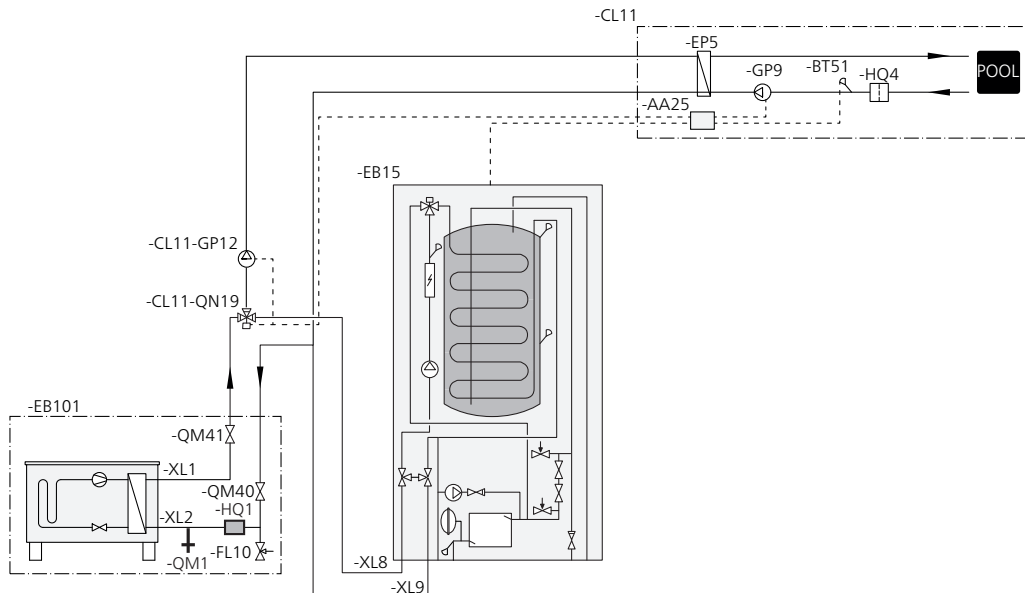 -CL11
-EP5
-GP9
-BT51
-HQ4
POOL
-AA25
-EB15
-CL11-GP12
-CL11-QN19
-EB101
-QM41
-XL1
-QM40
-HQ1
-XL2
-FL10
-QM1
-XL8
-XL9